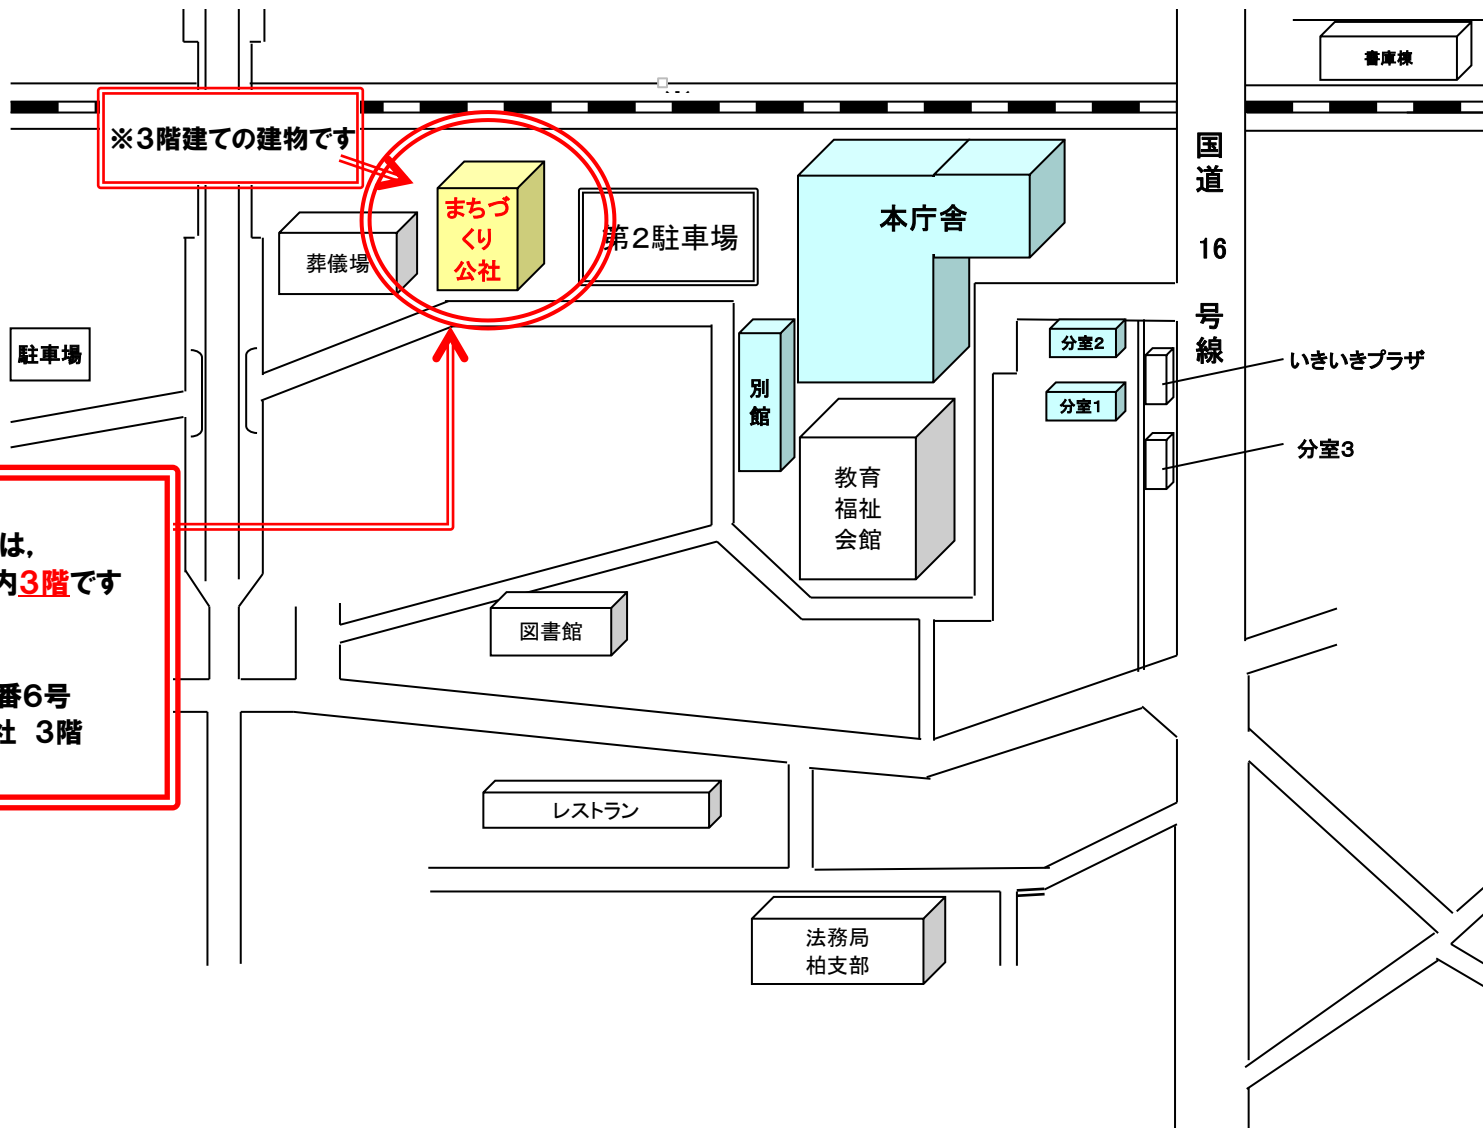 書庫棟
※3階建ての建物です
国道 16 号線
まちづ
くり
公社
第2駐車場
本庁舎
葬儀場
駐車場
分室2
いきいきプラザ
別館
分室1
分室3
教育
福祉
会館
は,
内3階です
図書館
番6号
社 3階
レストラン
法務局
柏支部